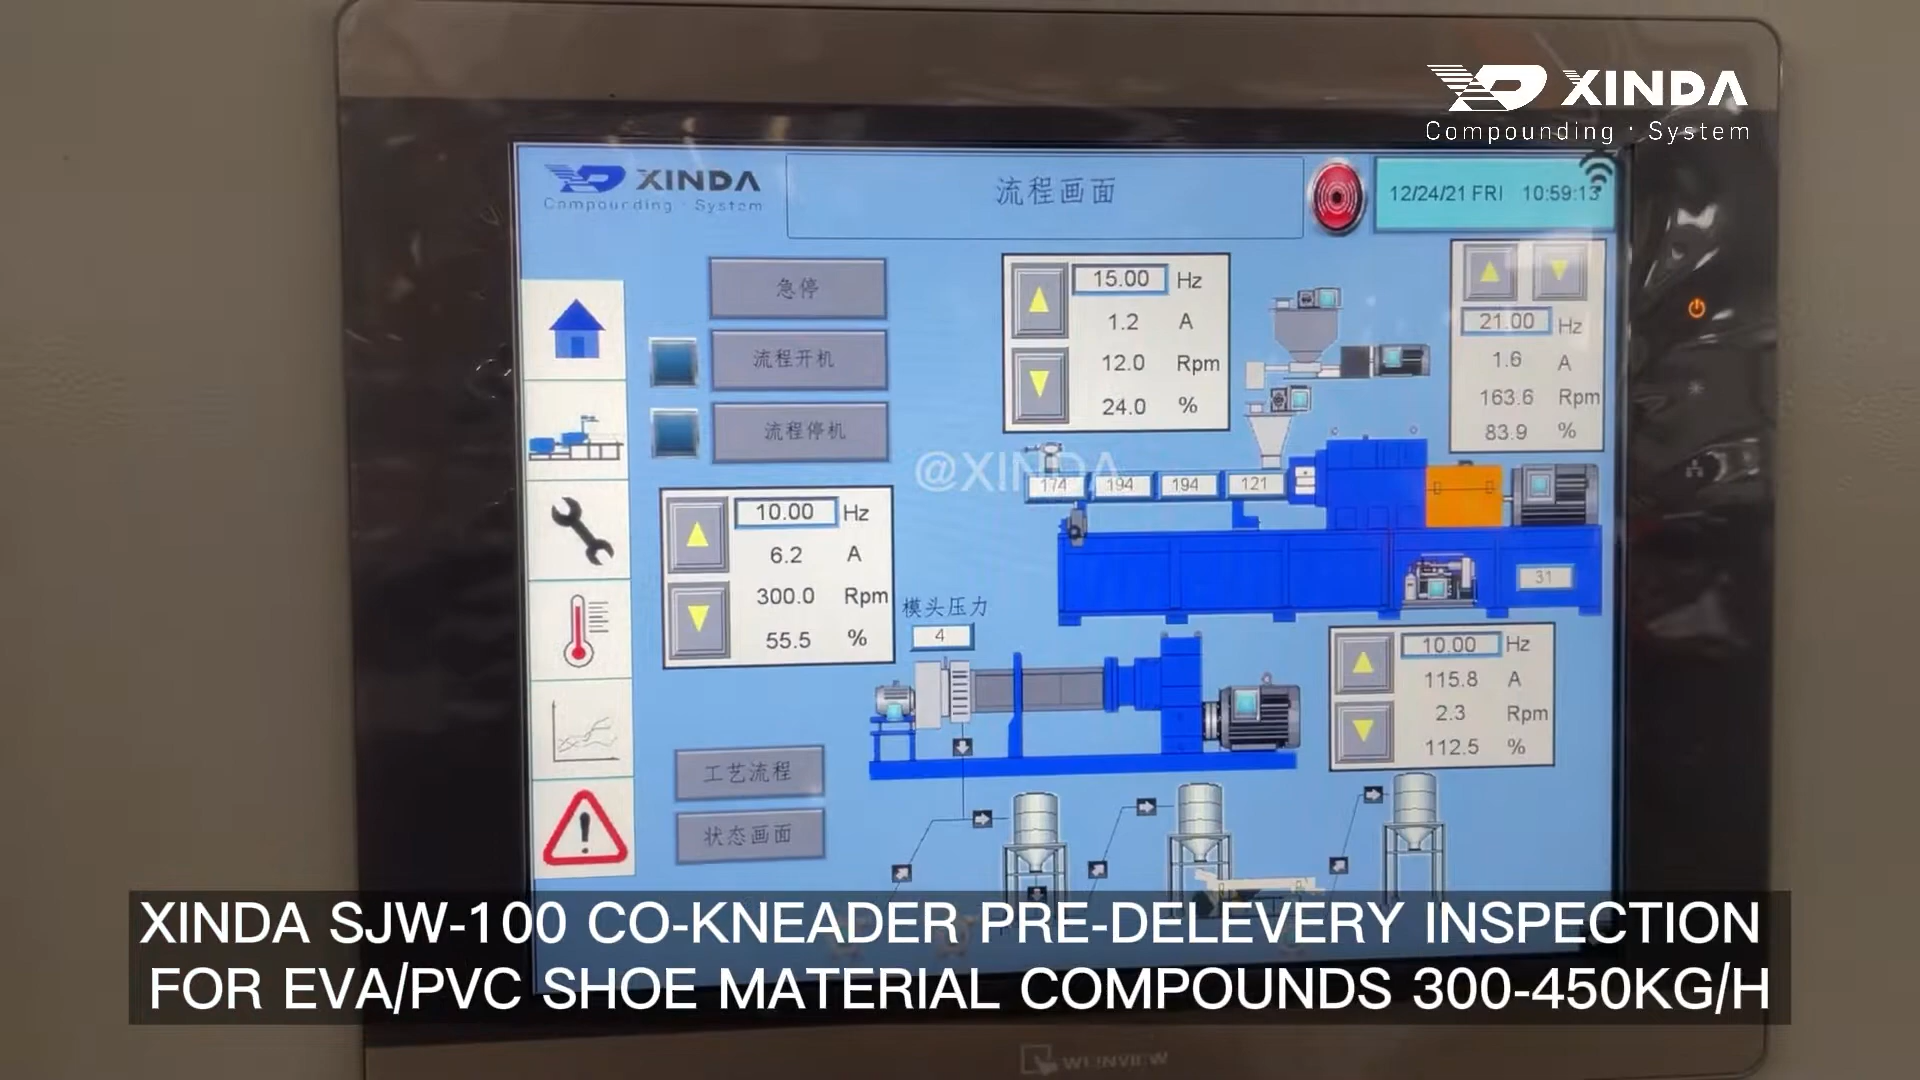 XINDA
Compounding · System
XINDA
Compounding · System
流程画面
12/24/21 FRI 10:59:13
急停
流程开机
流程停机
15.00 Hz
1.2 A
12.0 Rpm
24.0 %
21.00 Hz
1.6 A
163.6 Rpm
83.9 %
@XINDA
174 194 194 121
10.00 Hz
6.2 A
300.0 Rpm
55.5 %
31
模头压力
4
10.00 Hz
115.8 A
2.3 Rpm
112.5 %
工艺流程
状态画面
XINDA SJW-100 CO-KNEADER PRE-DELEVERY INSPECTION
FOR EVA/PVC SHOE MATERIAL COMPOUNDS 300-450KG/H
WEINVIEW